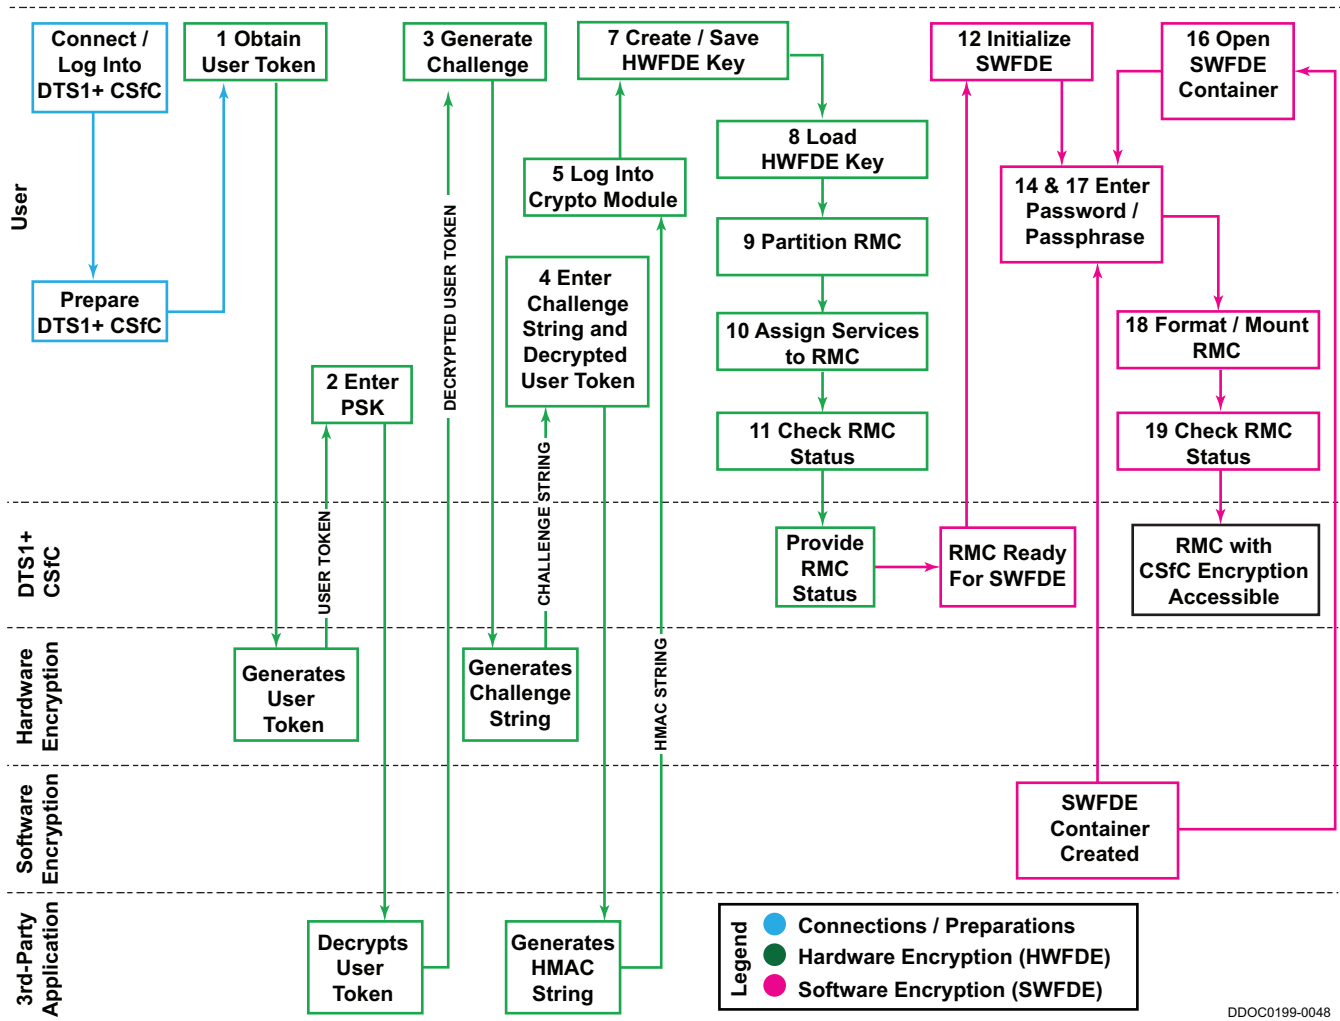 User
Connect /
Log Into
DTS1+ CSfC
Prepare
DTS1+ CSfC
1 Obtain
User Token
2 Enter
PSK
USER TOKEN
3 Generate
Challenge
DECRYPTED USER TOKEN
4 Enter
Challenge
String and
Decrypted
User Token
CHALLENGE STRING
5 Log Into
Crypto Module
HMAC STRING
7 Create / Save
HWFDE Key
8 Load
HWFDE Key
9 Partition RMC
10 Assign Services
to RMC
11 Check RMC
Status
12 Initialize
SWFDE
14 & 17 Enter
Password /
Passphrase
16 Open
SWFDE
Container
18 Format / Mount
RMC
19 Check RMC
Status
DTS1+
CSfC
Provide
RMC
Status
RMC Ready
For SWFDE
RMC with
CSfC Encryption
Accessible
Hardware
Encryption
Generates
User
Token
Generates
Challenge
String
Software
Encryption
SWFDE
Container
Created
3rd-Party
Application
Decrypts
User
Token
Generates
HMAC
String
Legend
Connections / Preparations
Hardware Encryption (HWFDE)
Software Encryption (SWFDE)
DDOC0199-0048